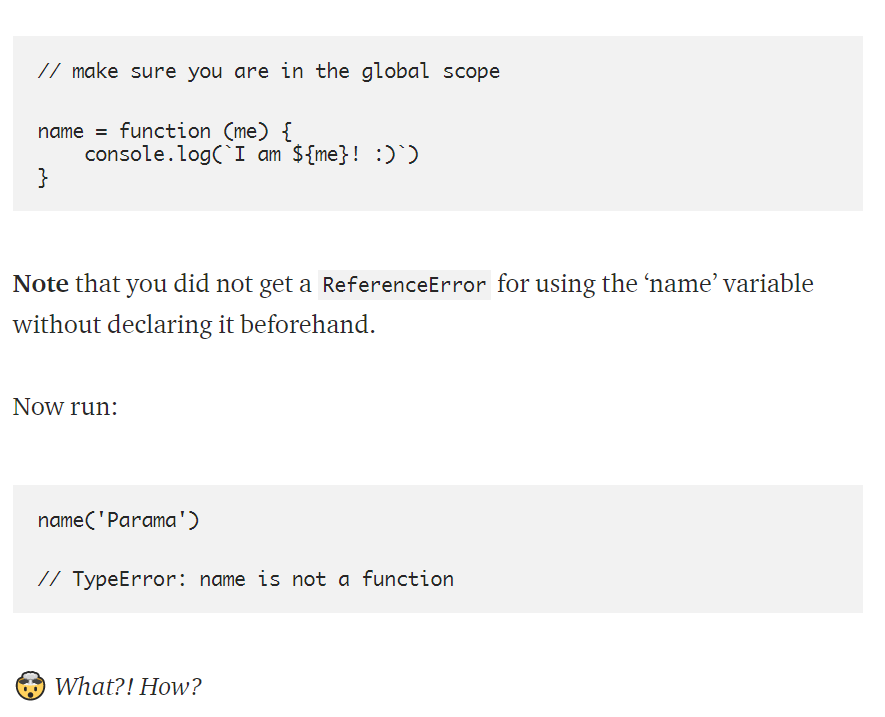 // make sure you are in the global scope
name = function (me) {
    console.log(`I am ${me}! :)`)
}
Note that you did not get a ReferenceError for using the ‘name’ variable
without declaring it beforehand.
Now run:
name('Parama')
// TypeError: name is not a function
🤯 What?! How?